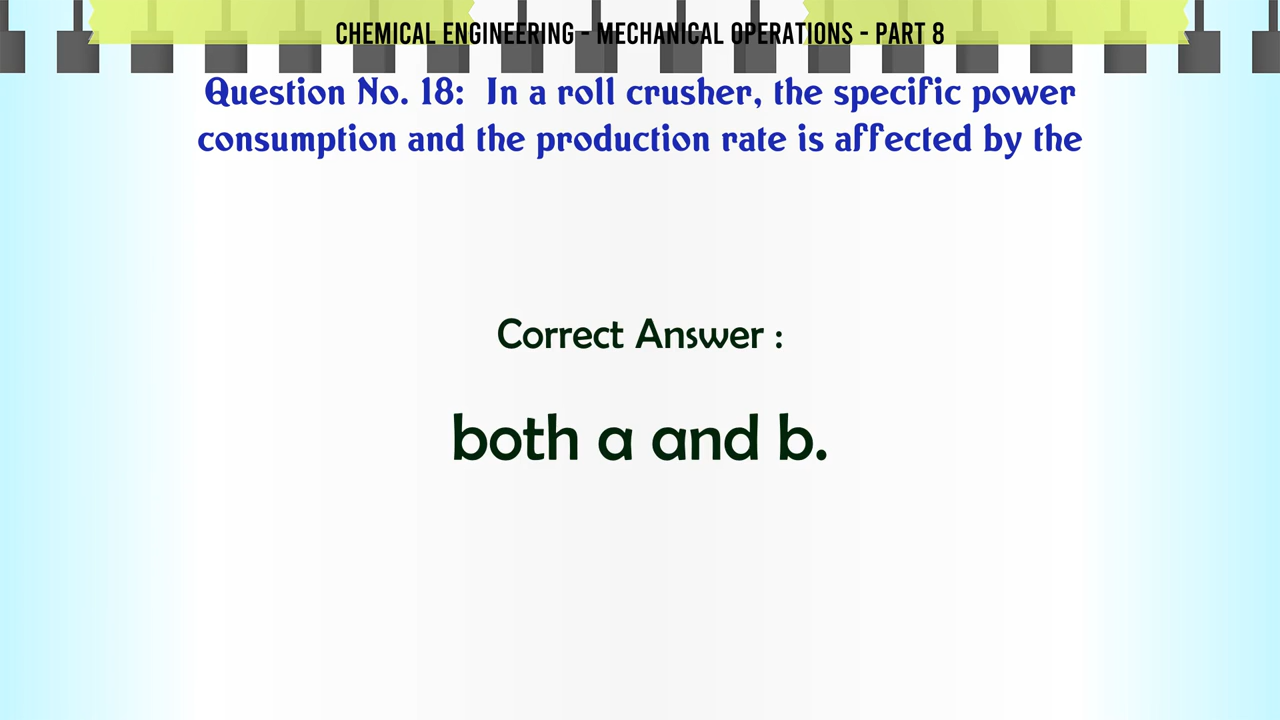 CHEMICAL ENGINEERING - MECHANICAL OPERATIONS - PART 8
Question No. 18: In a roll crusher, the specific power
consumption and the production rate is affected by the
Correct Answer :
both a and b.